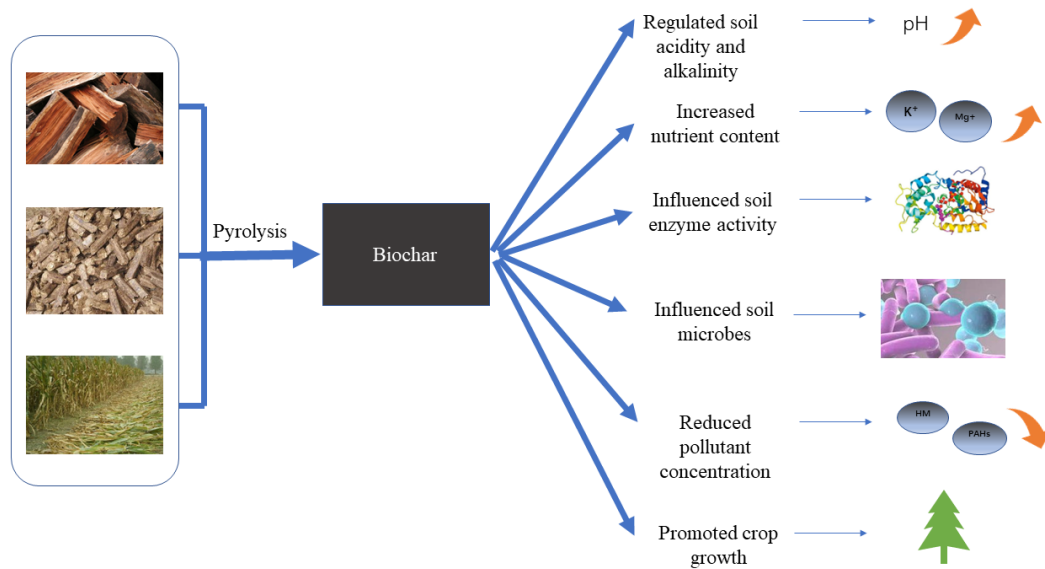 Pyrolysis
Biochar
Regulated soil
acidity and
alkalinity
pH
Increased
nutrient content
K+
Mg+
Influenced soil
enzyme activity
Influenced soil
microbes
Reduced
pollutant
concentration
HM
PAHs
Promoted crop
growth